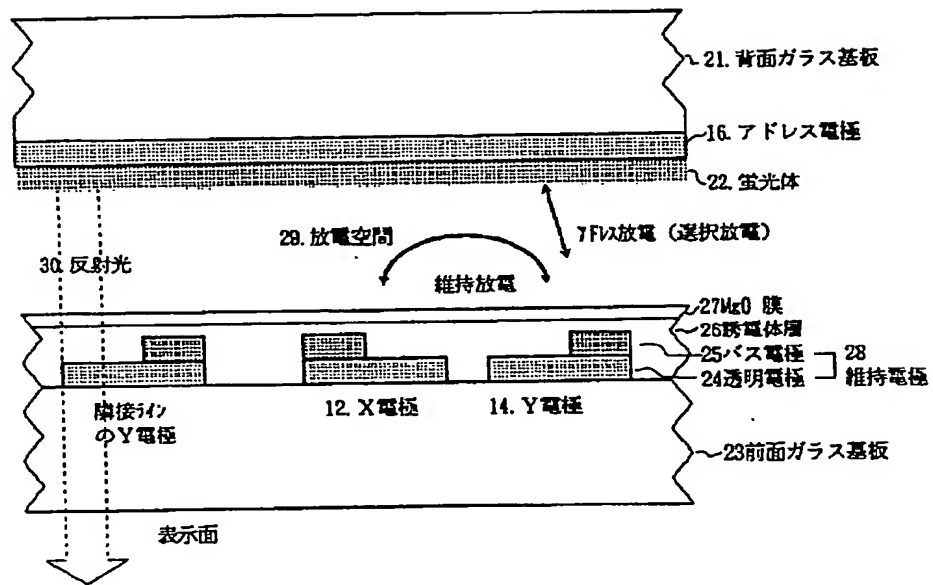 21. 背面ガラス基板
16. アドレス電極
22. 蛍光体
29. 放電空間
アドレス放電（選択放電）
30. 反射光
維持放電
27MgO 膜
26誘電体層
25バス電極
28
24透明電極
維持電極
隣接ライン
のY電極
12. X電極
14. Y電極
23前面ガラス基板
表示面